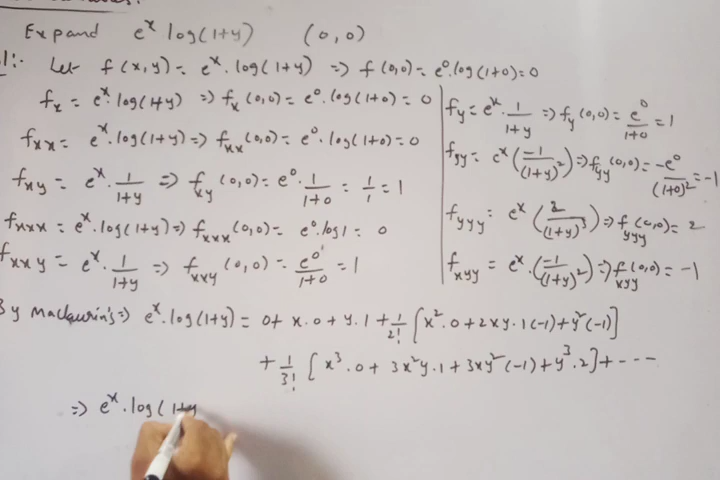 Expand e^x log(1+y) (0,0)
1:- Let f(x,y) = e^x . log(1+y) => f(0,0) = e^0 . log(1+0) = 0
f_x = e^x . log(1+y) => f_x(0,0) = e^0 . log(1+0) = 0
f_xx = e^x . log(1+y) => f_xx(0,0) = e^0 . log(1+0) = 0
f_xy = e^x . 1/(1+y) => f_xy(0,0) = e^0 . 1/(1+0) = 1/1 = 1
f_xxx = e^x . log(1+y) => f_xxx(0,0) = e^0 . log1 = 0
f_xxy = e^x . 1/(1+y) => f_xxy(0,0) = e^0/(1+0) = 1
f_y = e^x . 1/(1+y) => f_y(0,0) = e^0/(1+0) = 1
f_yy = e^x (-1/(1+y)^2) => f_yy(0,0) = -e^0/(1+0)^2 = -1
f_yyy = e^x (2/(1+y)^3) => f_yyy(0,0) = 2
f_xyy = e^x . (-1/(1+y)^2) => f_xyy(0,0) = -1
By Maclaurin's => e^x . log(1+y) = 0 + x . 0 + y . 1 + 1/2! [x^2 . 0 + 2xy . 1 (-1) + y^2 (-1)]
+ 1/3! [x^3 . 0 + 3x^2y . 1 + 3xy^2 (-1) + y^3 . 2] + ----
=> e^x . log(1+y